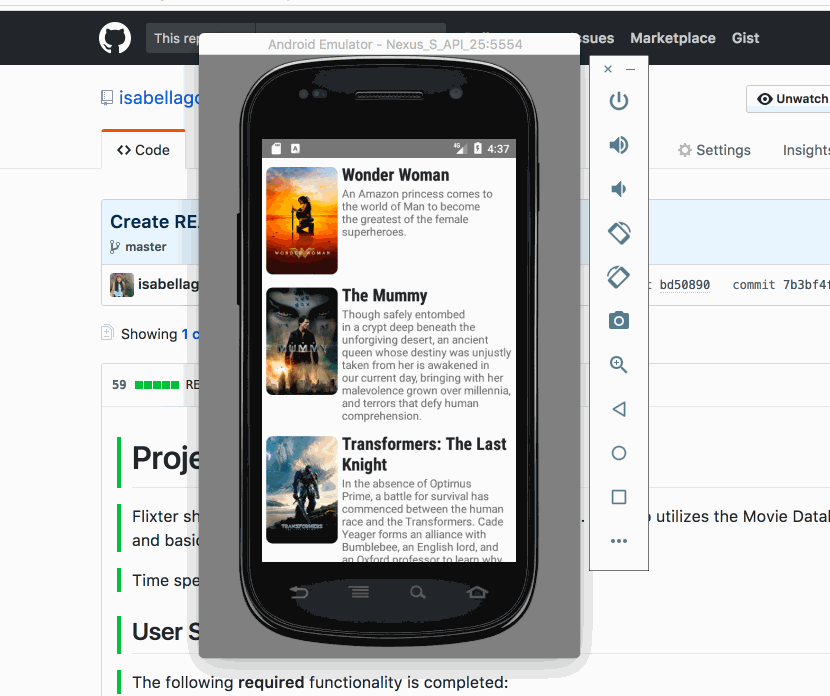 This rep
ssues Marketplace Gist
Android Emulator - Nexus_S_API_25:5554
isabellago
Unwatch
Code
Settings
Insights
Create RE
master
isabellag
bd50890 commit 7b3bf4f
Showing 1 c
59
RE
Proje
Flixter sh
utilizes the Movie Datab
and basic
Time spe
User S
The following required functionality is completed:
4G
4:37
Wonder Woman
An Amazon princess comes to
the world of Man to become
the greatest of the female
superheroes.
WONDER WOMAN
The Mummy
Though safely entombed
in a crypt deep beneath the
unforgiving desert, an ancient
queen whose destiny was unjustly
taken from her is awakened in
our current day, bringing with her
malevolence grown over millennia,
and terrors that defy human
comprehension.
MUMMY
Transformers: The Last
Knight
In the absence of Optimus
Prime, a battle for survival has
commenced between the human
race and the Transformers. Cade
Yeager forms an alliance with
Bumblebee, an English lord, and
an Oxford professor to learn why
TRANSFORMERS